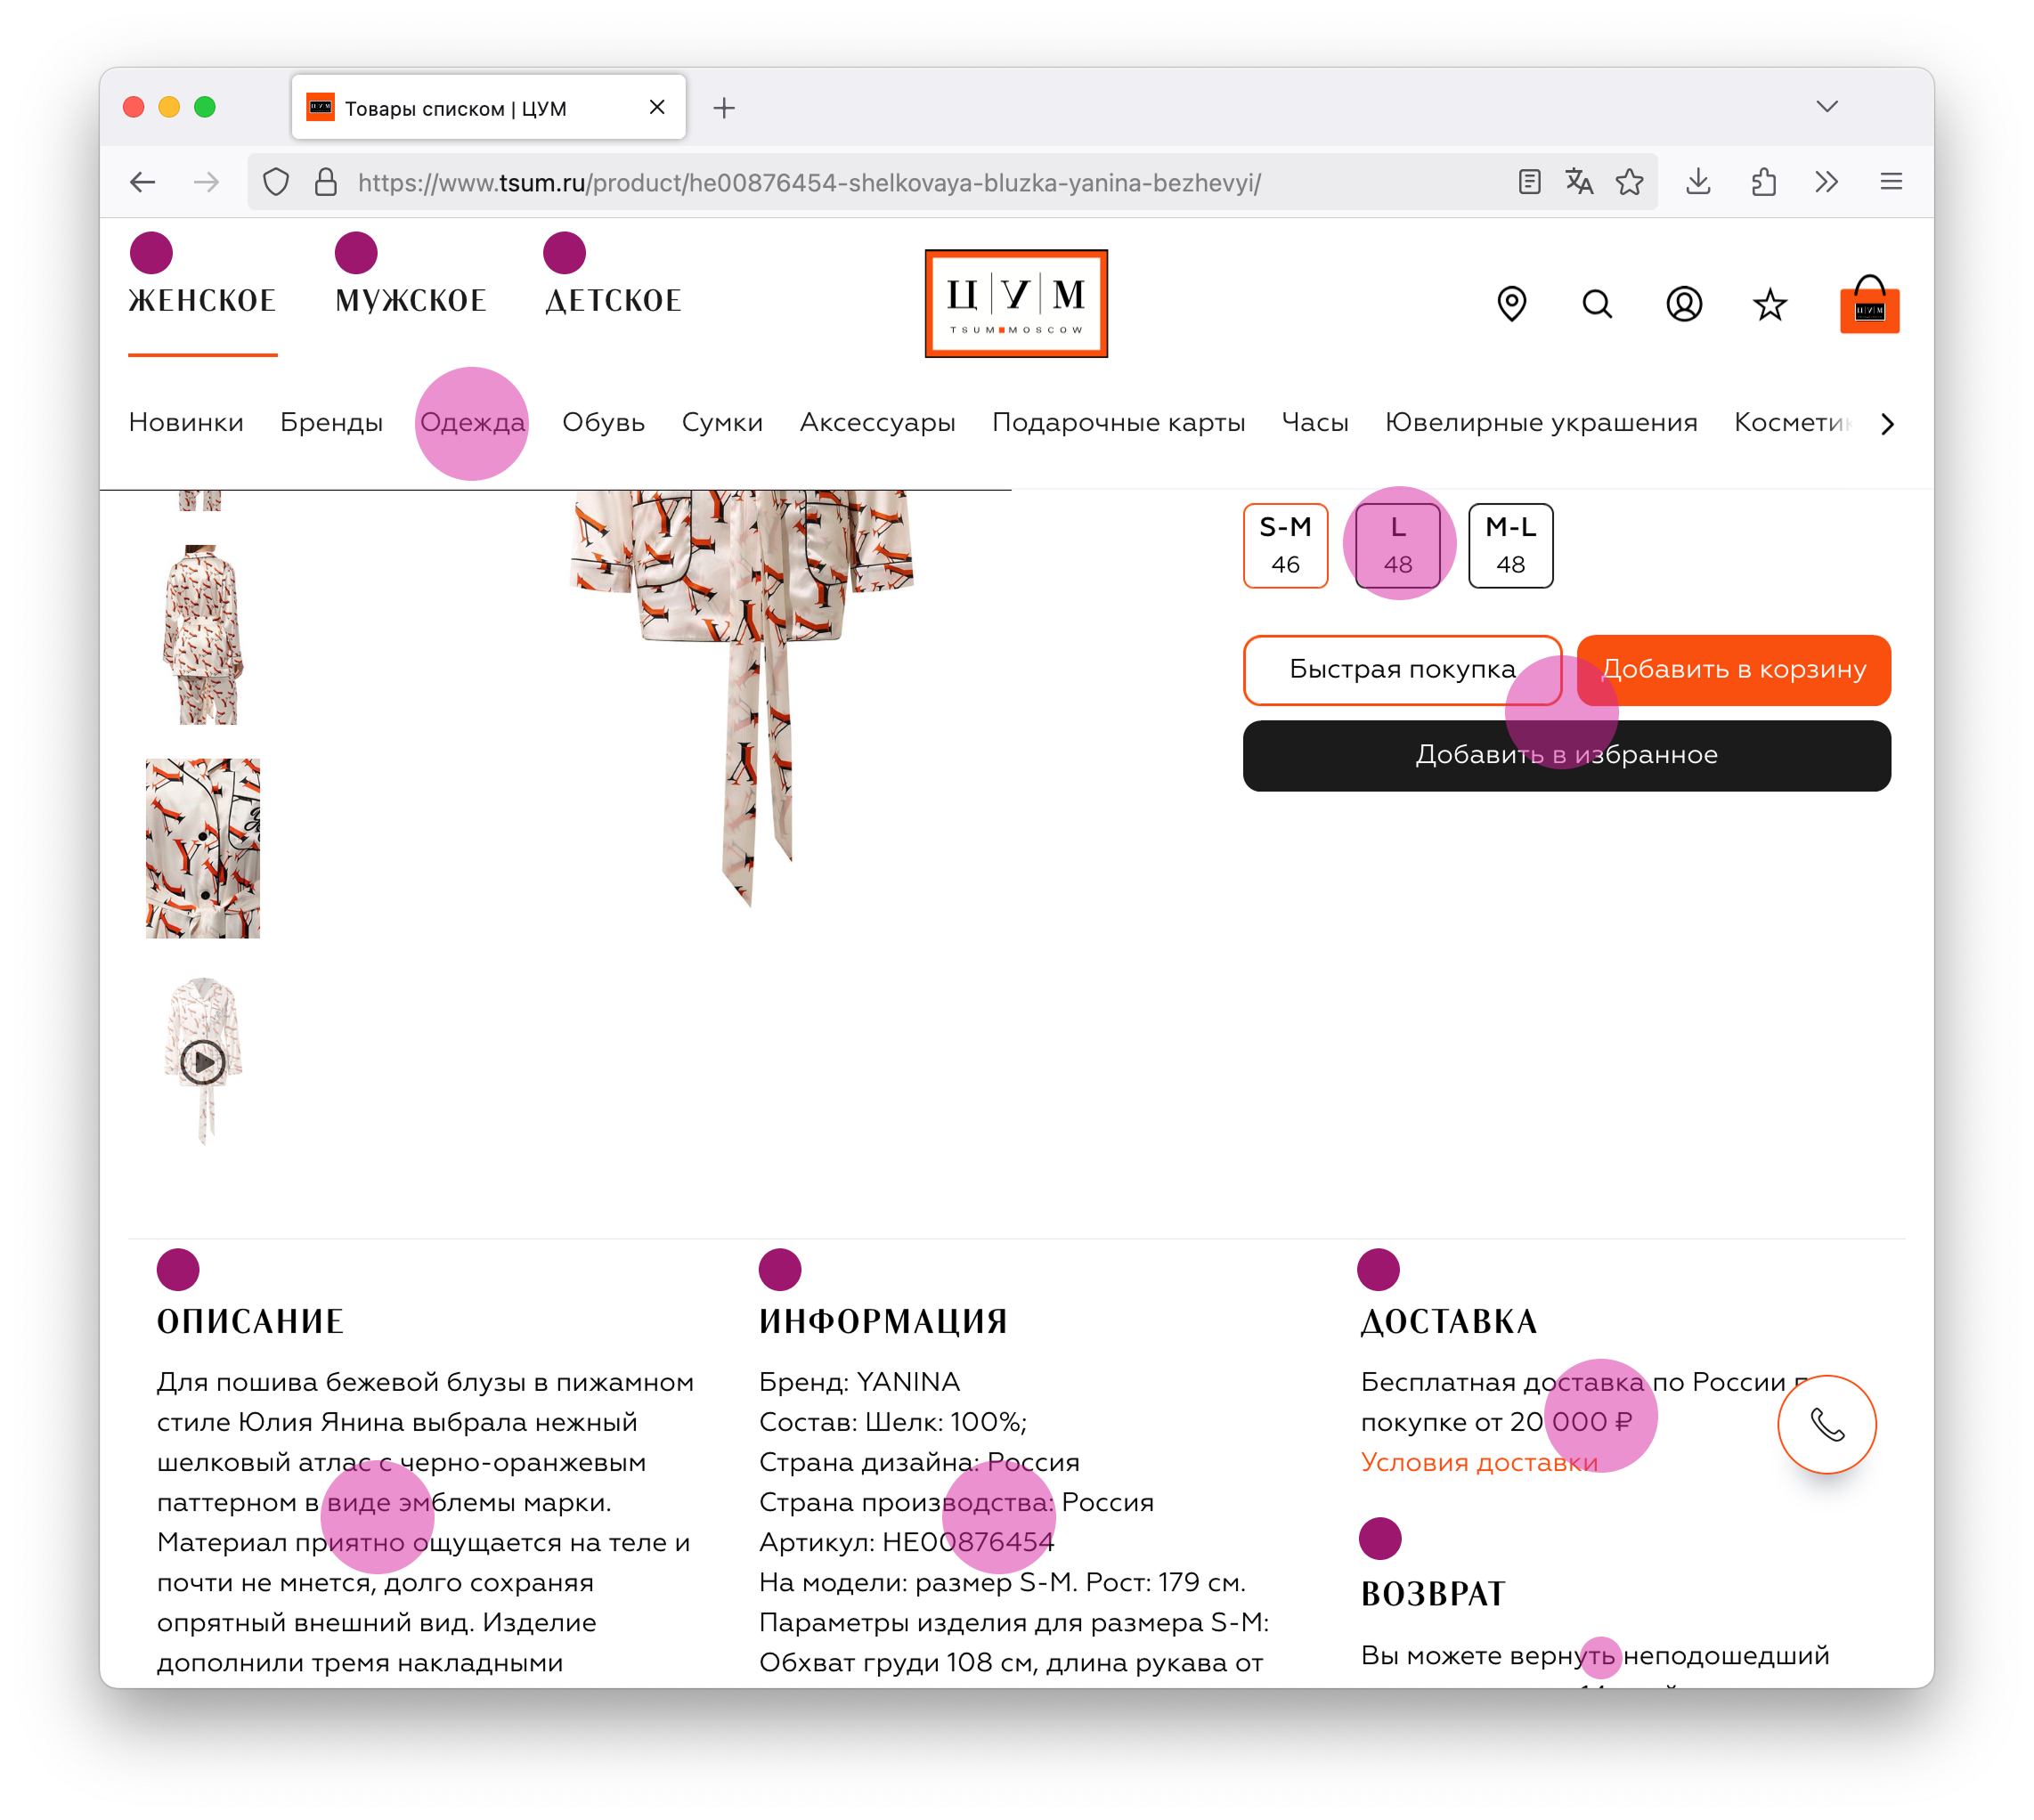 Товары списком | ЦУМ
https://www.tsum.ru/product/he00876454-shelkovaya-bluzka-yanina-bezhevyi/
ЖЕНСКОЕ МУЖСКОЕ ДЕТСКОЕ
ЦУМ
TSUM MOSCOW
Новинки Бренды Одежда Обувь Сумки Аксессуары Подарочные карты Часы Ювелирные украшения Космети
S-M L M-L
46 48 48
Быстрая покупка Добавить в корзину
Добавить в избранное
ОПИСАНИЕ
Для пошива бежевой блузы в пижамном
стиле Юлия Янина выбрала нежный
шелковый атлас с черно-оранжевым
паттерном в виде эмблемы марки.
Материал приятно ощущается на теле и
почти не мнется, долго сохраняя
опрятный внешний вид. Изделие
дополнили тремя накладными
ИНФОРМАЦИЯ
Бренд: YANINA
Состав: Шелк: 100%;
Страна дизайна: Россия
Страна производства: Россия
Артикул: HE00876454
На модели: размер S-M. Рост: 179 см.
Параметры изделия для размера S-M:
Обхват груди 108 см, длина рукава от
ДОСТАВКА
Бесплатная доставка по России
покупке от 20 000 ₽
Условия доставки
ВОЗВРАТ
Вы можете вернуть неподошедший